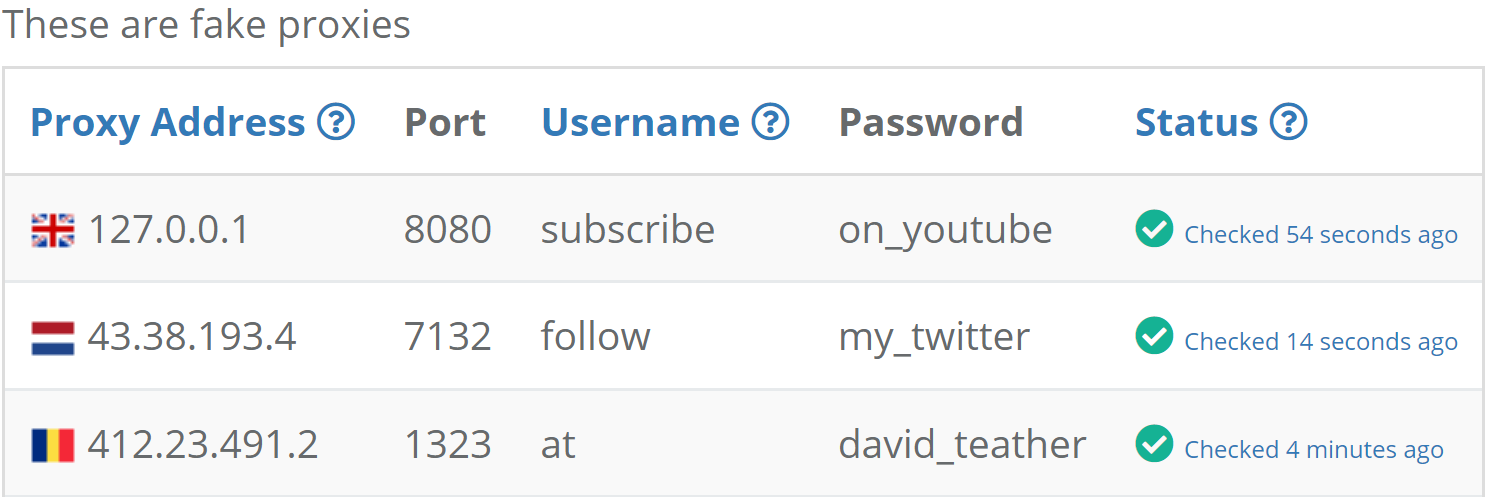 These are fake proxies
Proxy Address ? Port Username ? Password Status ?
127.0.0.1 8080 subscribe on_youtube Checked 54 seconds ago
43.38.193.4 7132 follow my_twitter Checked 14 seconds ago
412.23.491.2 1323 at david_teather Checked 4 minutes ago